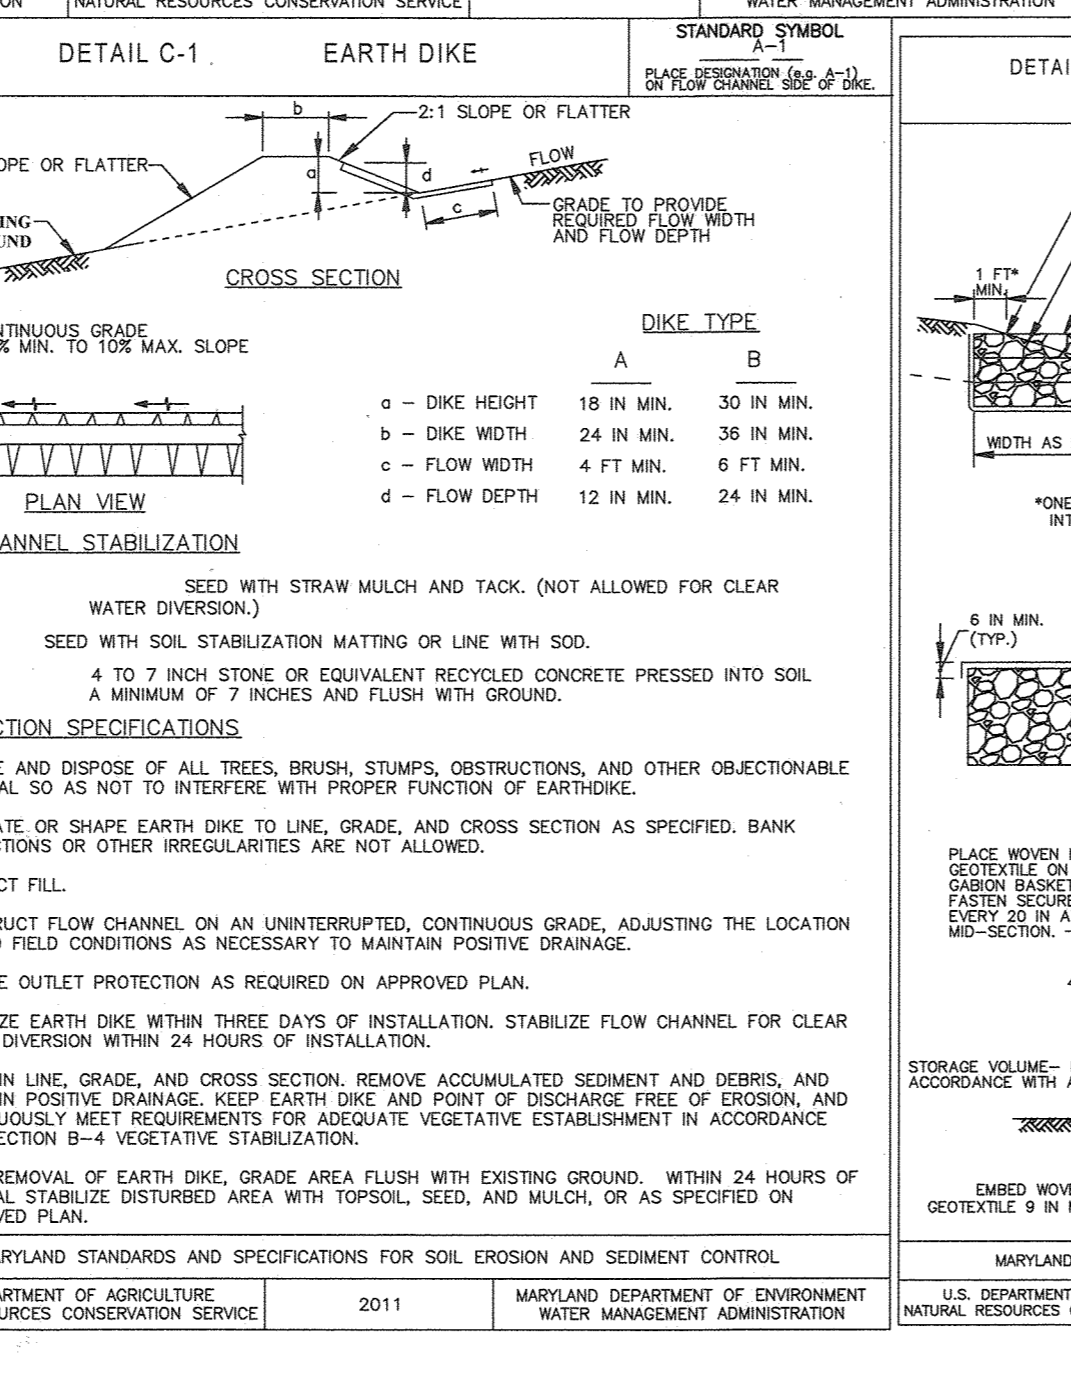 ON
NATURAL RESOURCES CONSERVATION SERVICE
WATER MANAGEMENT ADMINISTRATION
DETAIL C-1
EARTH DIKE
STANDARD SYMBOL
A-1
PLACE DESIGNATION (e.g. A-1)
ON FLOW CHANNEL SIDE OF DIKE.
b
2:1 SLOPE OR FLATTER
OPE OR FLATTER
a
d
FLOW
c
GRADE TO PROVIDE
REQUIRED FLOW WIDTH
AND FLOW DEPTH
ING
UND
CROSS SECTION
NTINUOUS GRADE
% MIN. TO 10% MAX. SLOPE
PLAN VIEW
DIKE TYPE
A B
a - DIKE HEIGHT 18 IN MIN. 30 IN MIN.
b - DIKE WIDTH 24 IN MIN. 36 IN MIN.
c - FLOW WIDTH 4 FT MIN. 6 FT MIN.
d - FLOW DEPTH 12 IN MIN. 24 IN MIN.
ANNEL STABILIZATION
SEED WITH STRAW MULCH AND TACK. (NOT ALLOWED FOR CLEAR
WATER DIVERSION.)
SEED WITH SOIL STABILIZATION MATTING OR LINE WITH SOD.
4 TO 7 INCH STONE OR EQUIVALENT RECYCLED CONCRETE PRESSED INTO SOIL
A MINIMUM OF 7 INCHES AND FLUSH WITH GROUND.
CTION SPECIFICATIONS
E AND DISPOSE OF ALL TREES, BRUSH, STUMPS, OBSTRUCTIONS, AND OTHER OBJECTIONABLE
AL SO AS NOT TO INTERFERE WITH PROPER FUNCTION OF EARTHDIKE.
ATE OR SHAPE EARTH DIKE TO LINE, GRADE, AND CROSS SECTION AS SPECIFIED. BANK
CTIONS OR OTHER IRREGULARITIES ARE NOT ALLOWED.
CT FILL.
RUCT FLOW CHANNEL ON AN UNINTERRUPTED, CONTINUOUS GRADE, ADJUSTING THE LOCATION
O FIELD CONDITIONS AS NECESSARY TO MAINTAIN POSITIVE DRAINAGE.
E OUTLET PROTECTION AS REQUIRED ON APPROVED PLAN.
ZE EARTH DIKE WITHIN THREE DAYS OF INSTALLATION. STABILIZE FLOW CHANNEL FOR CLEAR
DIVERSION WITHIN 24 HOURS OF INSTALLATION.
IN LINE, GRADE, AND CROSS SECTION. REMOVE ACCUMULATED SEDIMENT AND DEBRIS, AND
IN POSITIVE DRAINAGE. KEEP EARTH DIKE AND POINT OF DISCHARGE FREE OF EROSION, AND
UOUSLY MEET REQUIREMENTS FOR ADEQUATE VEGETATIVE ESTABLISHMENT IN ACCORDANCE
ECTION B-4 VEGETATIVE STABILIZATION.
REMOVAL OF EARTH DIKE, GRADE AREA FLUSH WITH EXISTING GROUND. WITHIN 24 HOURS OF
AL STABILIZE DISTURBED AREA WITH TOPSOIL, SEED, AND MULCH, OR AS SPECIFIED ON
VED PLAN.
RYLAND STANDARDS AND SPECIFICATIONS FOR SOIL EROSION AND SEDIMENT CONTROL
ARTMENT OF AGRICULTURE
URCES CONSERVATION SERVICE
2011
MARYLAND DEPARTMENT OF ENVIRONMENT
WATER MANAGEMENT ADMINISTRATION
DETAI
1 FT*
MIN.
WIDTH AS
*ONE
INT
6 IN MIN.
(TYP.)
PLACE WOVEN
GEOTEXTILE ON
GABION BASKET
FASTEN SECURE
EVERY 20 IN A
MID-SECTION.
4
STORAGE VOLUME-
ACCORDANCE WITH A
EMBED WOVE
GEOTEXTILE 9 IN
MARYLAND
U.S. DEPARTMENT
NATURAL RESOURCES